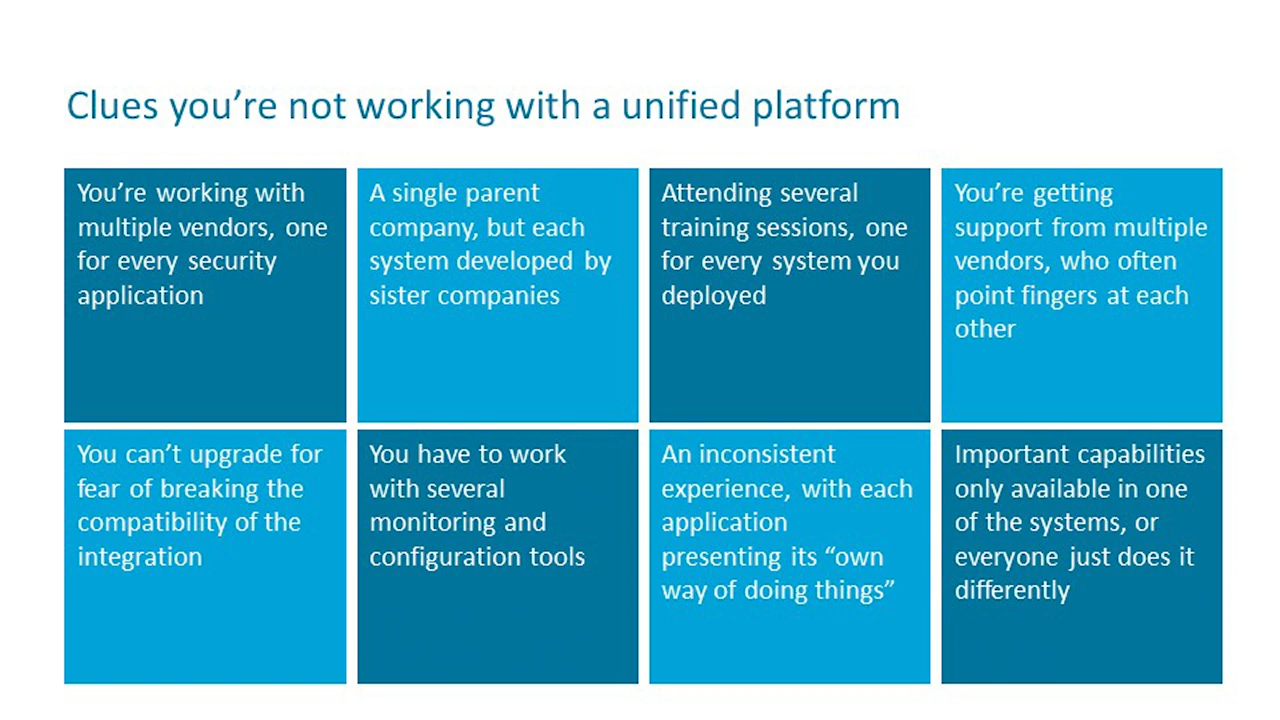 Clues you’re not working with a unified platform
You’re working with
multiple vendors, one
for every security
application
A single parent
company, but each
system developed by
sister companies
Attending several
training sessions, one
for every system you
deployed
You’re getting
support from multiple
vendors, who often
point fingers at each
other
You can’t upgrade for
fear of breaking the
compatibility of the
integration
You have to work
with several
monitoring and
configuration tools
An inconsistent
experience, with each
application
presenting its “own
way of doing things”
Important capabilities
only available in one
of the systems, or
everyone just does it
differently